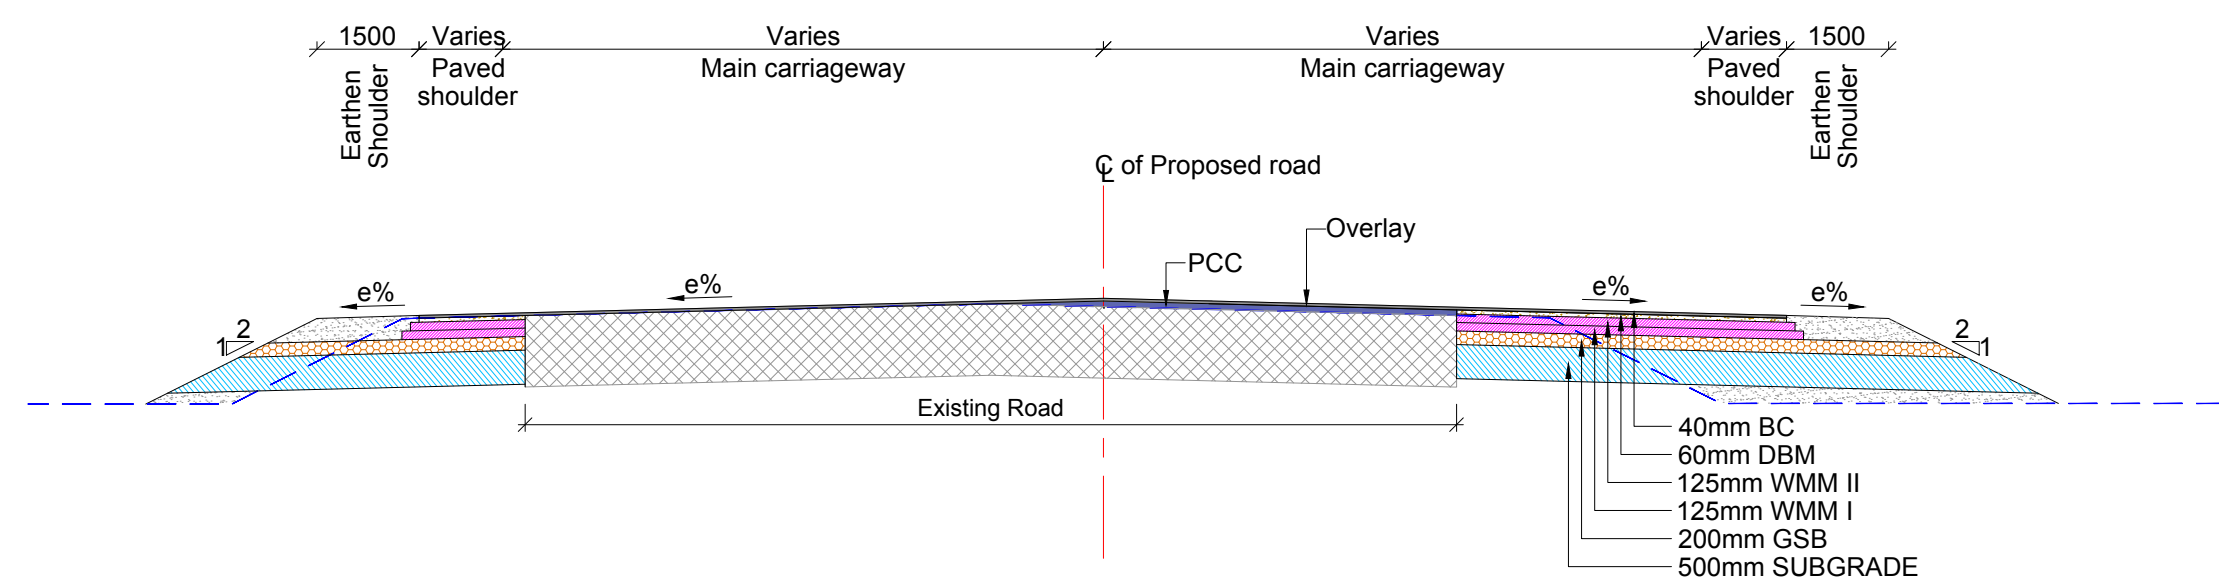 1500 Varies Varies Varies Varies 1500
Earthen
Shoulder
Paved
shoulder
Main carriageway
Main carriageway
Paved
shoulder
Earthen
Shoulder
℄ of Proposed road
Overlay
PCC
e%
e%
e%
e%
2
1
2
1
Existing Road
40mm BC
60mm DBM
125mm WMM II
125mm WMM I
200mm GSB
500mm SUBGRADE